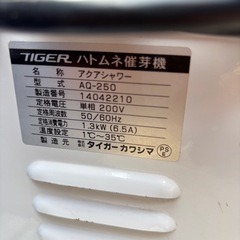 TIGER ハトムネ催芽機
名称 アクアシャワー
型式 AQ-250
製造番号 14042210
定格電圧 単相 200V
定格周波数 50/60Hz
定格消費電力 1.3kW (6.5A)
温度設定 1℃～35℃
製造元 株式会社 タイガーカワシマ
PS E